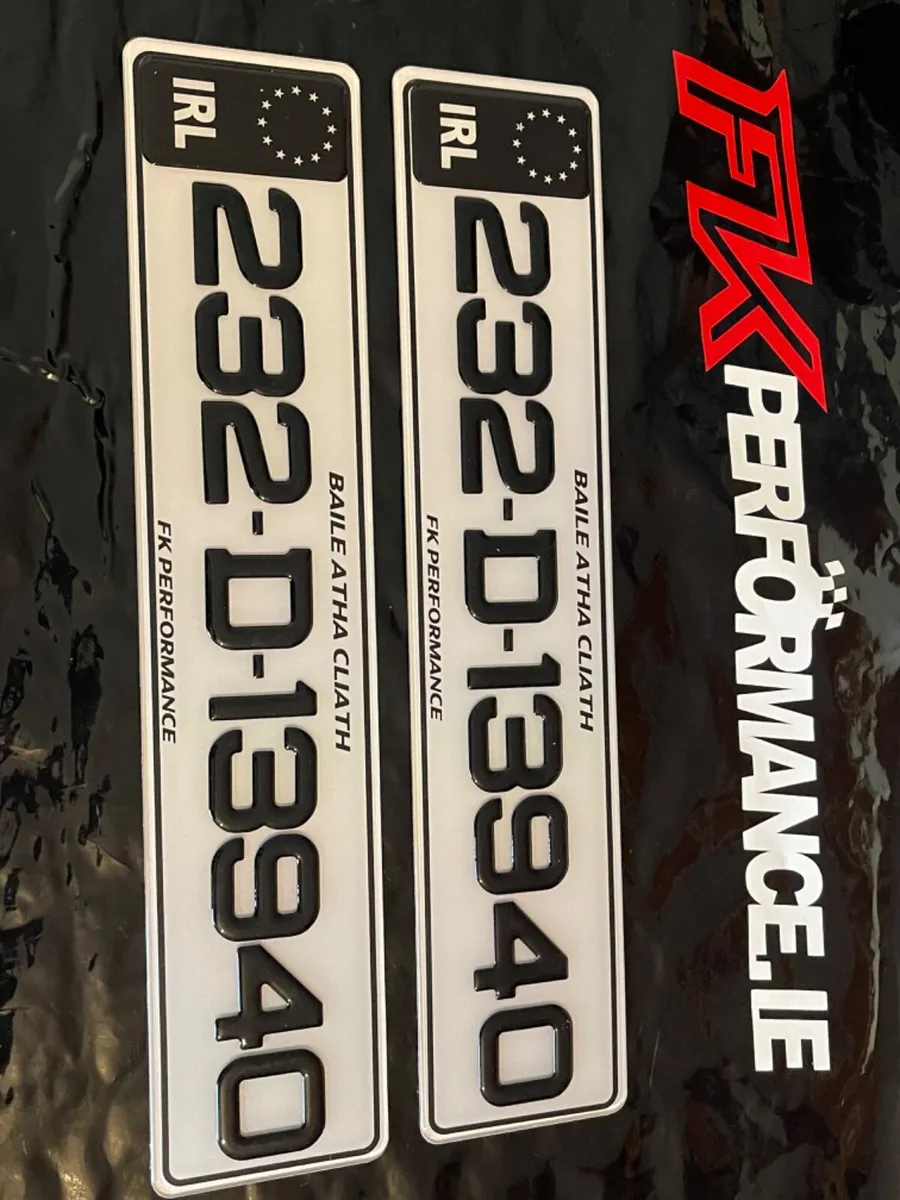 FK PERFORMANCE.IE
IRL
BAILE ATHA CLIATH
232-D-13940
FK PERFORMANCE
IRL
BAILE ATHA CLIATH
232-D-13940
FK PERFORMANCE